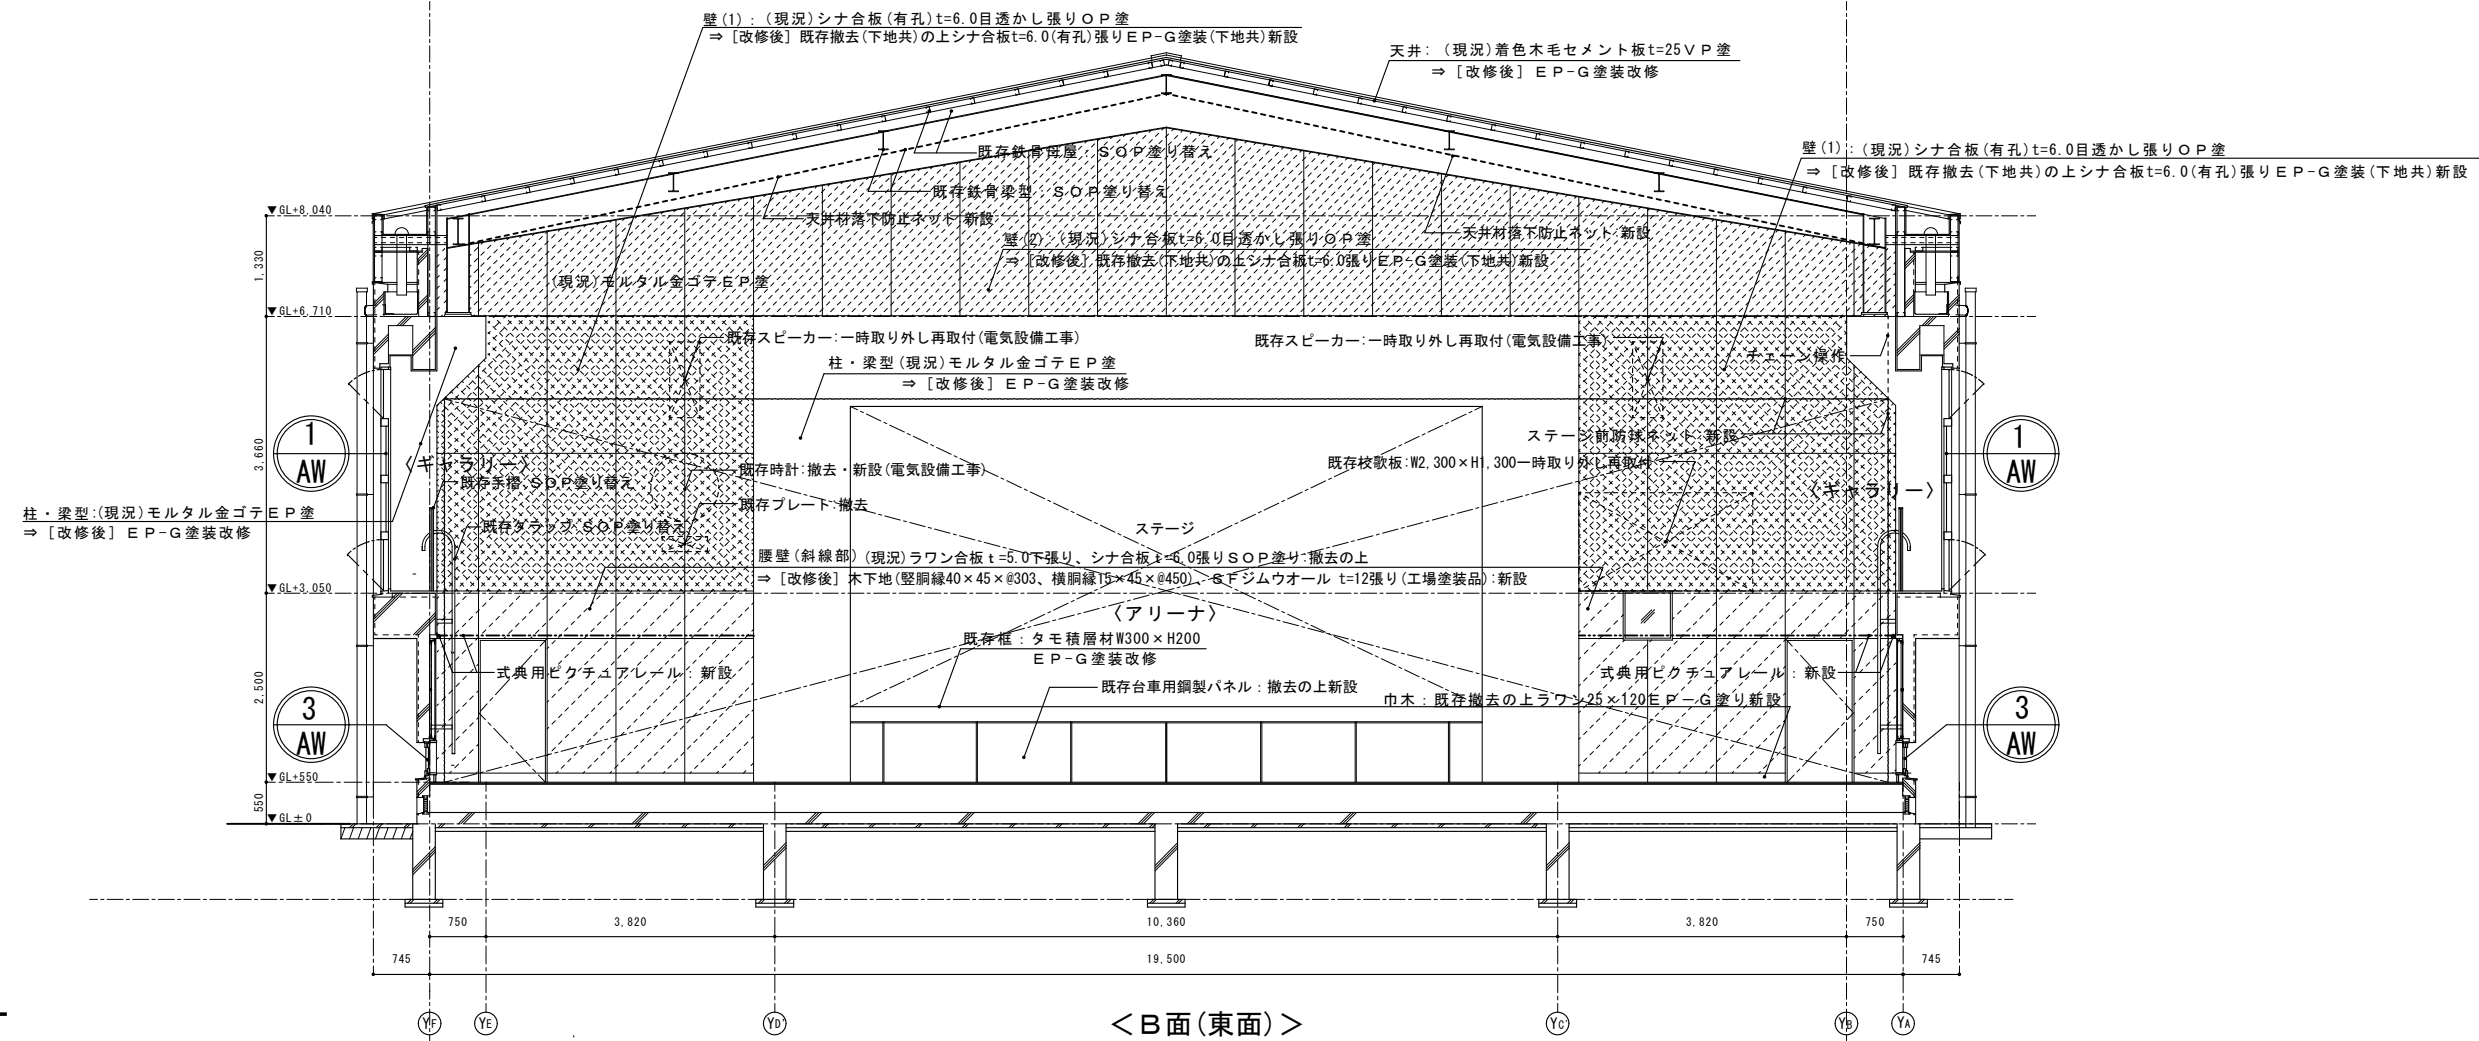 壁(1)：(現況)シナ合板(有孔)t=6.0目透かし張りＯＰ塗
⇒［改修後］既存撤去(下地共)の上シナ合板t=6.0(有孔)張りＥＰ-Ｇ塗装(下地共)新設
天井：(現況)着色木毛セメント板t=25ＶＰ塗
⇒［改修後］ＥＰ-Ｇ塗装改修
壁(1)：(現況)シナ合板(有孔)t=6.0目透かし張りＯＰ塗
⇒［改修後］既存撤去(下地共)の上シナ合板t=6.0(有孔)張りＥＰ-Ｇ塗装(下地共)新設
既存鉄骨母屋：ＳＯＰ塗り替え
既存鉄骨梁型：ＳＯＰ塗り替え
天井材落下防止ネット:新設
天井材落下防止ネット:新設
壁(2)：(現況)シナ合板t=6.0目透かし張りＯＰ塗
⇒［改修後］既存撤去(下地共)の上シナ合板t=6.0張りＥＰ-Ｇ塗装(下地共)新設
(現況)モルタル金ゴテＥＰ塗
▼GL+8,040
1,330
▼GL+6,710
既存スピーカー:一時取り外し再取付(電気設備工事)
既存スピーカー:一時取り外し再取付(電気設備工事)
チェーン操作
柱・梁型(現況)モルタル金ゴテＥＰ塗
⇒［改修後］ＥＰ-Ｇ塗装改修
1
AW
3,660
〈ギャラリー〉
既存手摺:ＳＯＰ塗り替え
既存時計:撤去・新設(電気設備工事)
既存プレート:撤去
ステージ前防球ネット:新設
既存校歌板:W2,300×H1,300一時取り外し再取付
〈ギャラリー〉
1
AW
柱・梁型:(現況)モルタル金ゴテＥＰ塗
⇒［改修後］ＥＰ-Ｇ塗装改修
既存タラップ:ＳＯＰ塗り替え
ステージ
腰壁(斜線部)(現況)ラワン合板ｔ=5.0下張り、シナ合板ｔ=6.0張りＳＯＰ塗り:撤去の上
⇒［改修後］木下地(竪胴縁40×45×@303、横胴縁15×45×@450)、ＳＦジムウオール t=12張り(工場塗装品):新設
▼GL+3,050
〈アリーナ〉
既存框：タモ積層材W300×H200
ＥＰ-Ｇ塗装改修
式典用ピクチュアレール：新設
式典用ピクチュアレール：新設
既存台車用鋼製パネル：撤去の上新設
巾木：既存撤去の上ラワン25×120ＥＰ－Ｇ塗り新設
2,500
3
AW
3
AW
▼GL+550
550
▼GL±0
750
3,820
10,360
3,820
750
745
19,500
745
YF
YE
YD'
YC'
YB
YA
＜Ｂ面(東面)＞